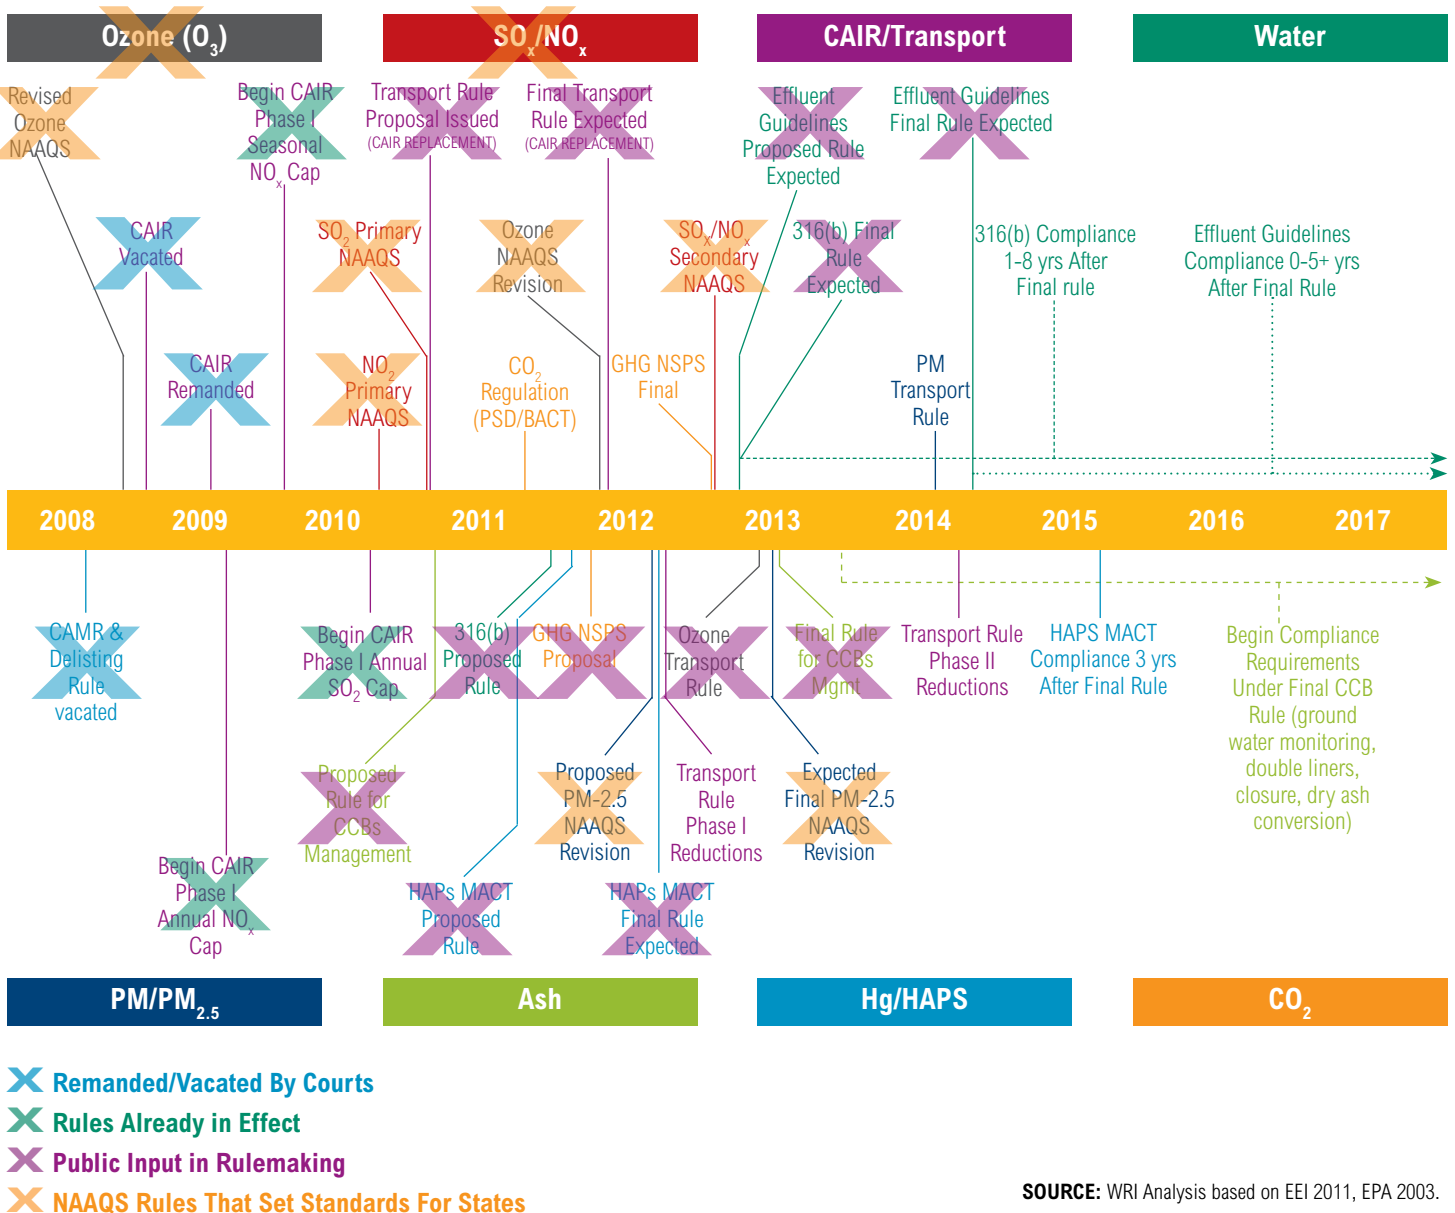 Ozone (O3)
SOx/NOx
CAIR/Transport
Water
Revised
Ozone
NAAQS
Begin CAIR
Phase I
Seasonal
NOx Cap
Transport Rule
Proposal Issued
(CAIR REPLACEMENT)
Final Transport
Rule Expected
(CAIR REPLACEMENT)
Effluent
Guidelines
Proposed Rule
Expected
Effluent Guidelines
Final Rule Expected
CAIR
Vacated
SO2 Primary
NAAQS
Ozone
NAAQS
Revision
SOx/NOx
Secondary
NAAQS
316(b) Final
Rule
Expected
316(b) Compliance
1-8 yrs After
Final rule
Effluent Guidelines
Compliance 0-5+ yrs
After Final Rule
CAIR
Remanded
NO2
Primary
NAAQS
CO2
Regulation
(PSD/BACT)
GHG NSPS
Final
PM
Transport
Rule
2008
2009
2010
2011
2012
2013
2014
2015
2016
2017
CAMR &
Delisting
Rule
vacated
Begin CAIR
Phase I Annual
SO2 Cap
316(b)
Proposed
Rule
GHG NSPS
Proposal
Ozone
Transport
Rule
Final Rule
for CCBs
Mgmt
Transport Rule
Phase II
Reductions
HAPS MACT
Compliance 3 yrs
After Final Rule
Begin Compliance
Requirements
Under Final CCB
Rule (ground
water monitoring,
double liners,
closure, dry ash
conversion)
Proposed
Rule for
CCBs
Management
Proposed
PM-2.5
NAAQS
Revision
Transport
Rule
Phase I
Reductions
Expected
Final PM-2.5
NAAQS
Revision
Begin CAIR
Phase I
Annual NOx
Cap
HAPs MACT
Proposed
Rule
HAPs MACT
Final Rule
Expected
PM/PM2.5
Ash
Hg/HAPS
CO2
Remanded/Vacated By Courts
Rules Already in Effect
Public Input in Rulemaking
NAAQS Rules That Set Standards For States
SOURCE: WRI Analysis based on EEI 2011, EPA 2003.